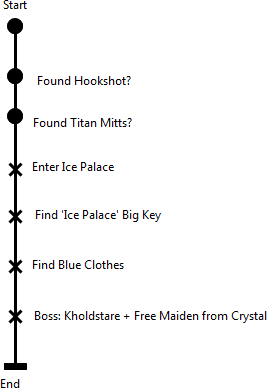 Start
Found Hookshot?
Found Titan Mitts?
Enter Ice Palace
Find 'Ice Palace' Big Key
Find Blue Clothes
Boss: Kholdstare + Free Maiden from Crystal
End